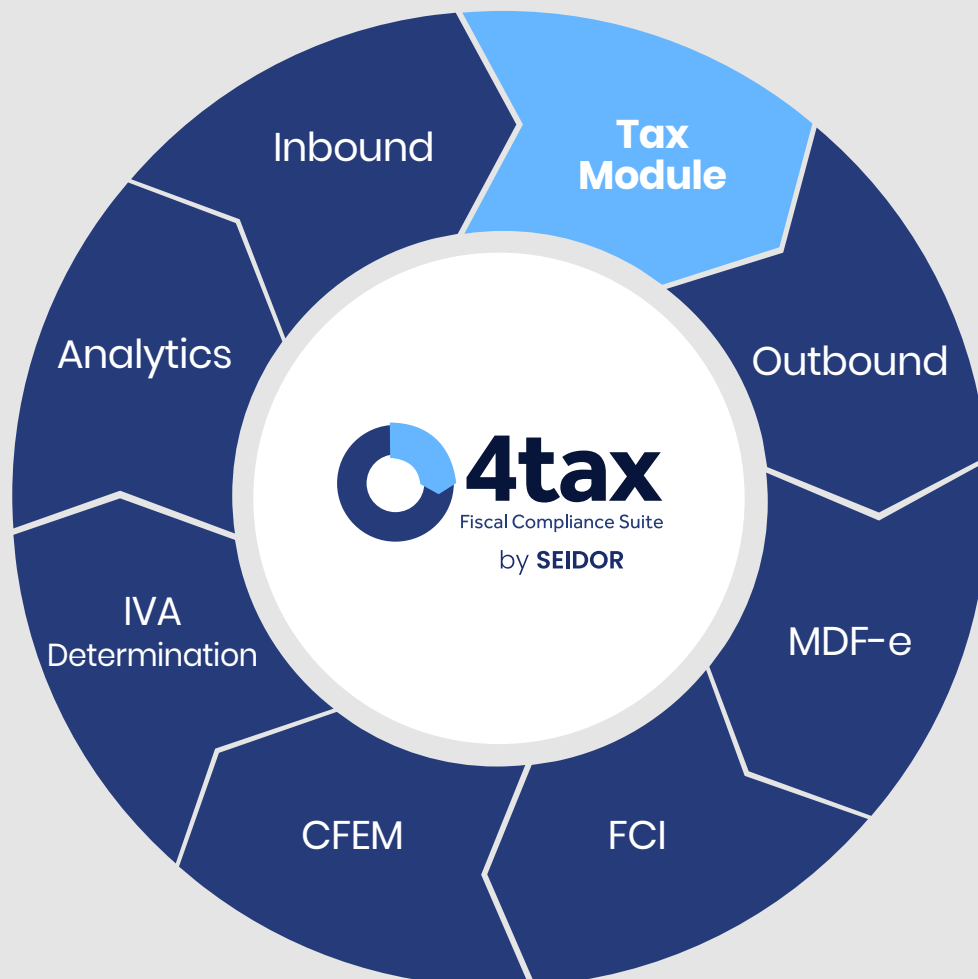 Tax
Module
Outbound
MDF-e
FCI
CFEM
IVA
Determination
Analytics
Inbound
4tax
Fiscal Compliance Suite
by SEIDOR